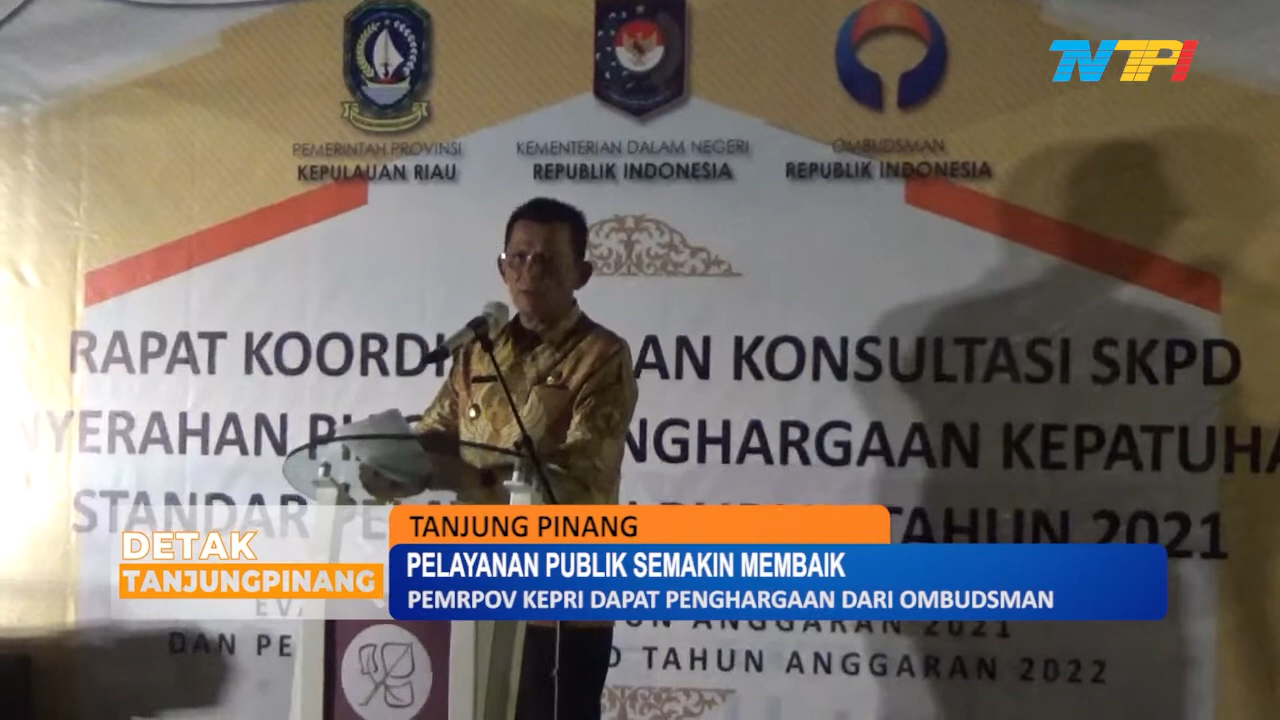 TVTPI
PEMERINTAH PROVINSI
KEPULAUAN RIAU
KEMENTERIAN DALAM NEGERI
REPUBLIK INDONESIA
OMBUDSMAN
REPUBLIK INDONESIA
RAPAT KOORDI AN KONSULTASI SKPD
NYERAHAN NGHARGAAN KEPATUHA
STANDAR TAHUN 2021
TANJUNG PINANG
DETAK
TANJUNGPINANG
PELAYANAN PUBLIK SEMAKIN MEMBAIK
PEMRPOV KEPRI DAPAT PENGHARGAAN DARI OMBUDSMAN
ANGGARAN 2021
DAN PE TAHUN ANGGARAN 2022